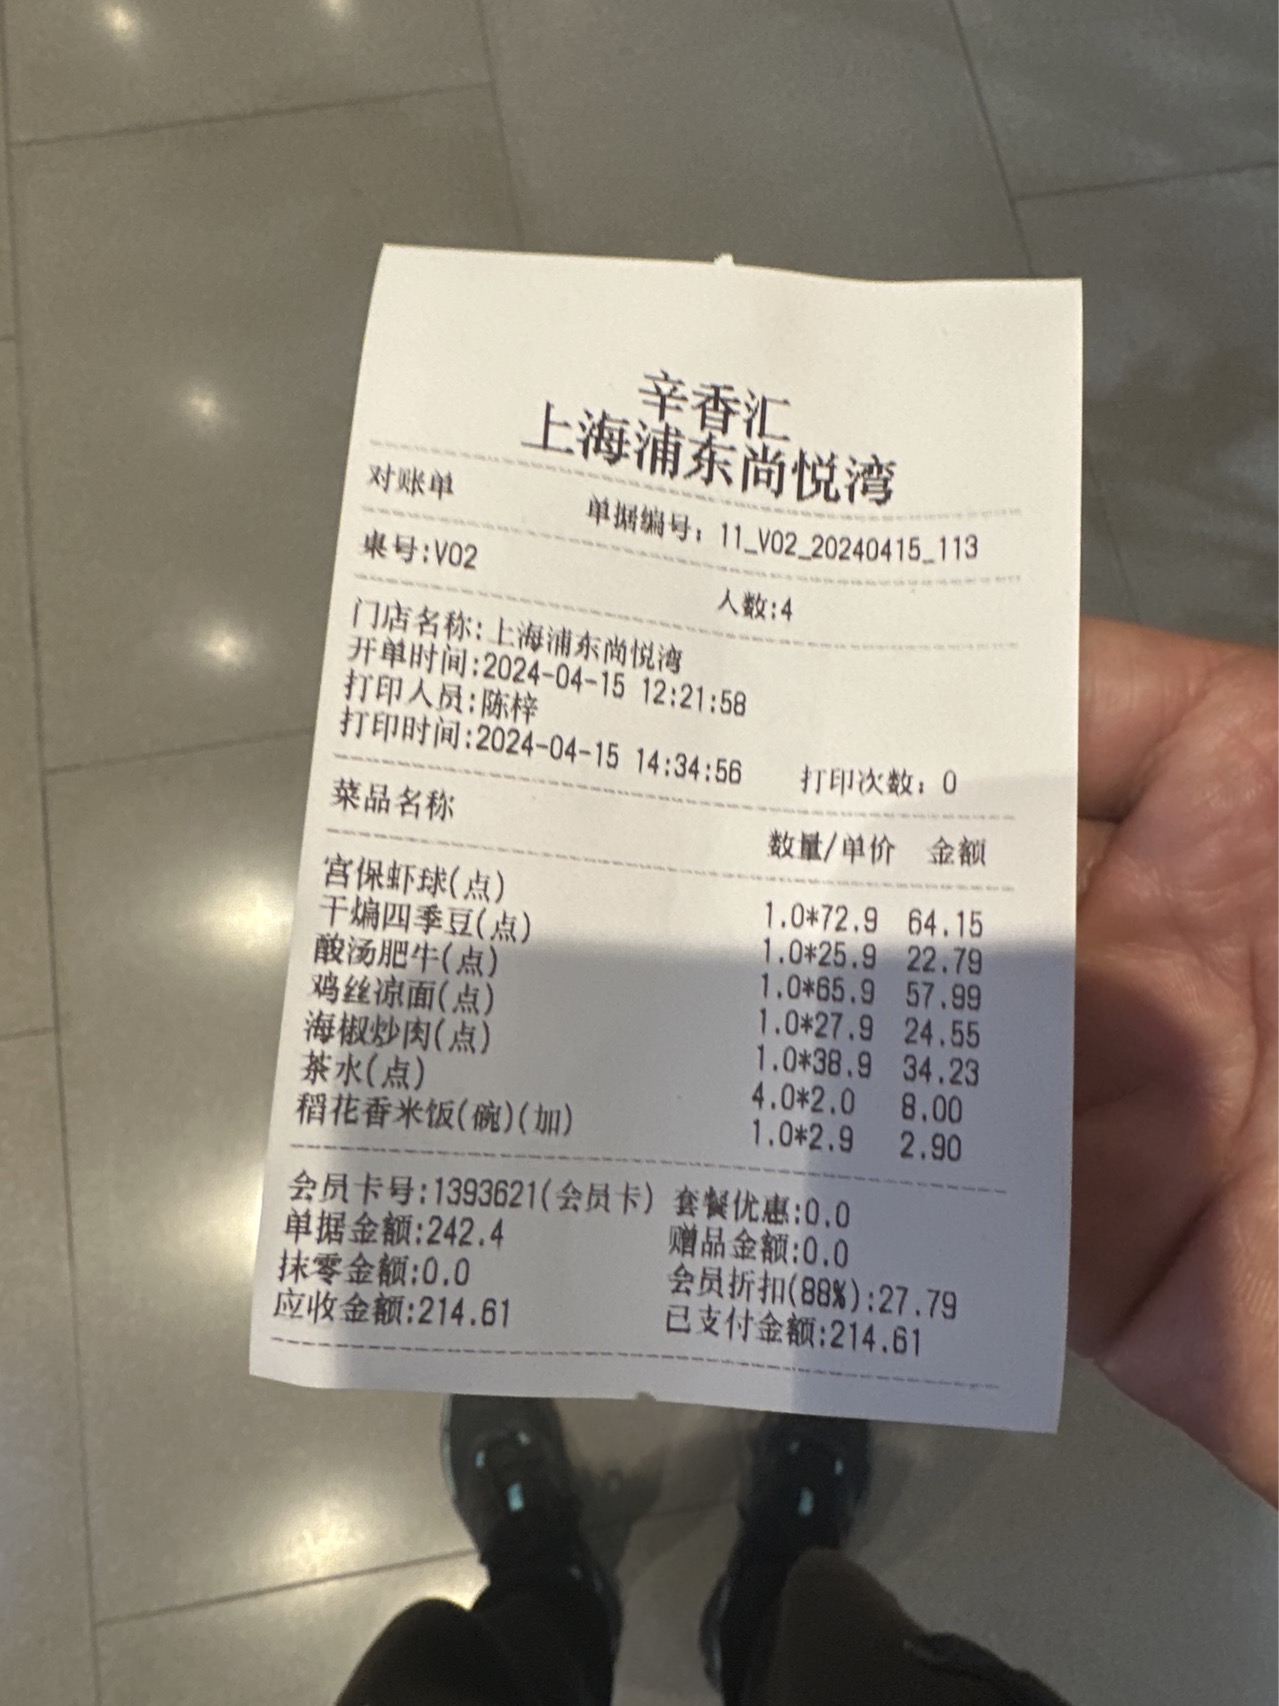 辛香汇
上海浦东尚悦湾
对账单 单据编号：11_V02_20240415_113
桌号:V02 人数:4
门店名称:上海浦东尚悦湾
开单时间:2024-04-15 12:21:58
打印人员:陈梓
打印时间:2024-04-15 14:34:56 打印次数：0
菜品名称 数量/单价 金额
宫保虾球(点) 1.0*72.9 64.15
干煸四季豆(点) 1.0*25.9 22.79
酸汤肥牛(点) 1.0*65.9 57.99
鸡丝凉面(点) 1.0*27.9 24.55
海椒炒肉(点) 1.0*38.9 34.23
茶水(点) 4.0*2.0 8.00
稻花香米饭(碗)(加) 1.0*2.9 2.90
会员卡号:1393621(会员卡) 套餐优惠:0.0
单据金额:242.4 赠品金额:0.0
抹零金额:0.0 会员折扣(88%):27.79
应收金额:214.61 已支付金额:214.61